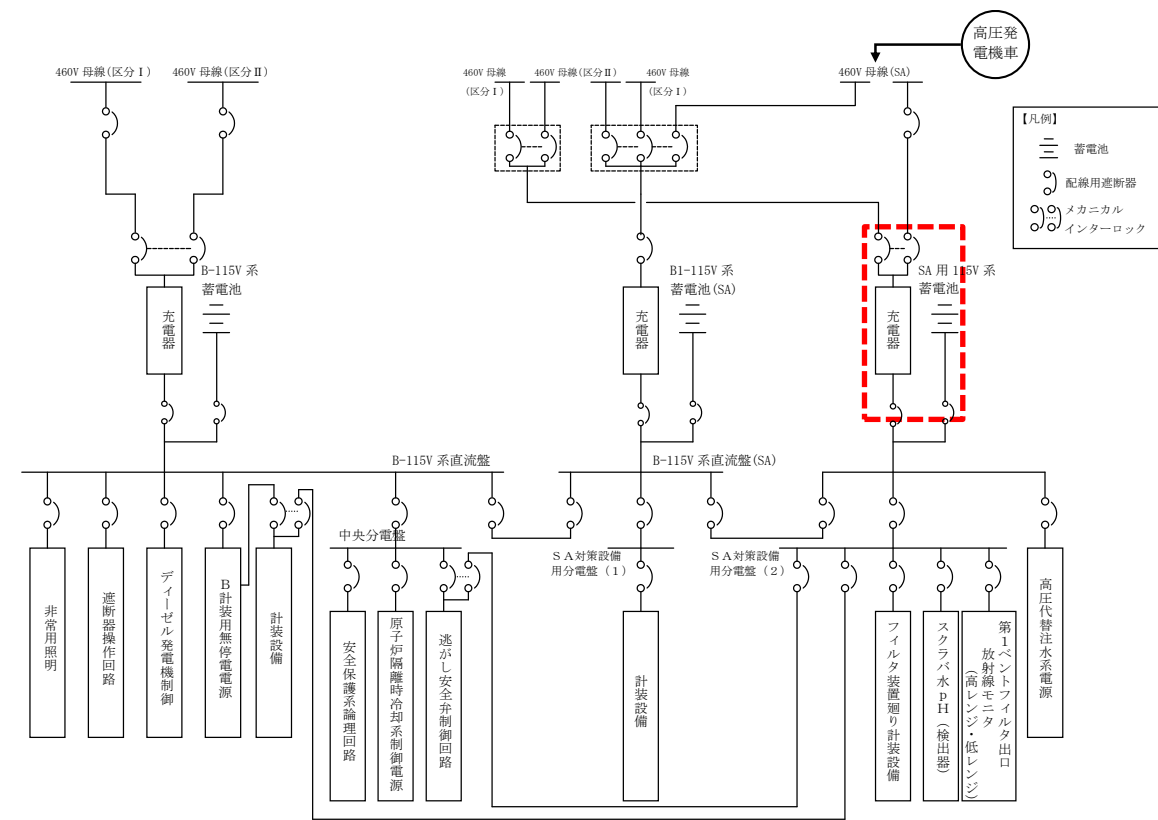 高圧発
電機車
460V 母線(区分Ⅰ)
460V 母線(区分Ⅱ)
460V 母線
(区分Ⅰ)
460V 母線(区分Ⅱ)
460V 母線
(区分Ⅰ)
460V 母線(SA)
【凡例】
蓄電池
配線用遮断器
メカニカル
インターロック
B-115V 系
蓄電池
充電器
B1-115V 系
蓄電池(SA)
充電器
SA 用 115V 系
蓄電池
充電器
B-115V 系直流盤
B-115V 系直流盤(SA)
中央分電盤
ＳＡ対策設備
用分電盤（１）
ＳＡ対策設備
用分電盤（２）
非常用照明
遮断器操作回路
ディーゼル発電機制御
Ｂ計装用無停電電源
計装設備
安全保護系論理回路
原子炉隔離時冷却系制御電源
逃がし安全弁制御回路
計装設備
フィルタ装置廻り計装設備
スクラバ水ｐＨ（検出器）
第１ベントフィルタ出口
放射線モニタ
（高レンジ・低レンジ）
高圧代替注水系電源